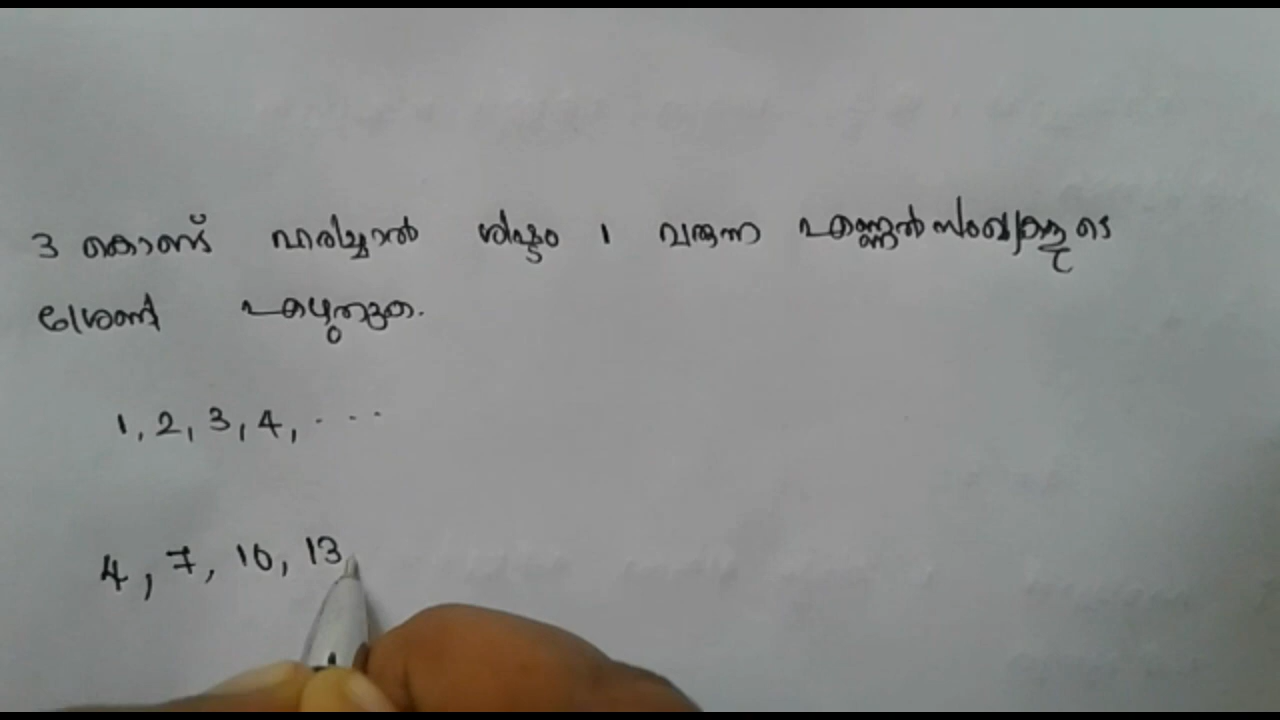 3 കൊണ്ട് ഹരിച്ചാൽ ശിഷ്ടം 1 വരുന്ന എണ്ണൽസംഖ്യകളുടെ
ശ്രേണി എഴുതുക.
1, 2, 3, 4, . . .
4, 7, 10, 13,